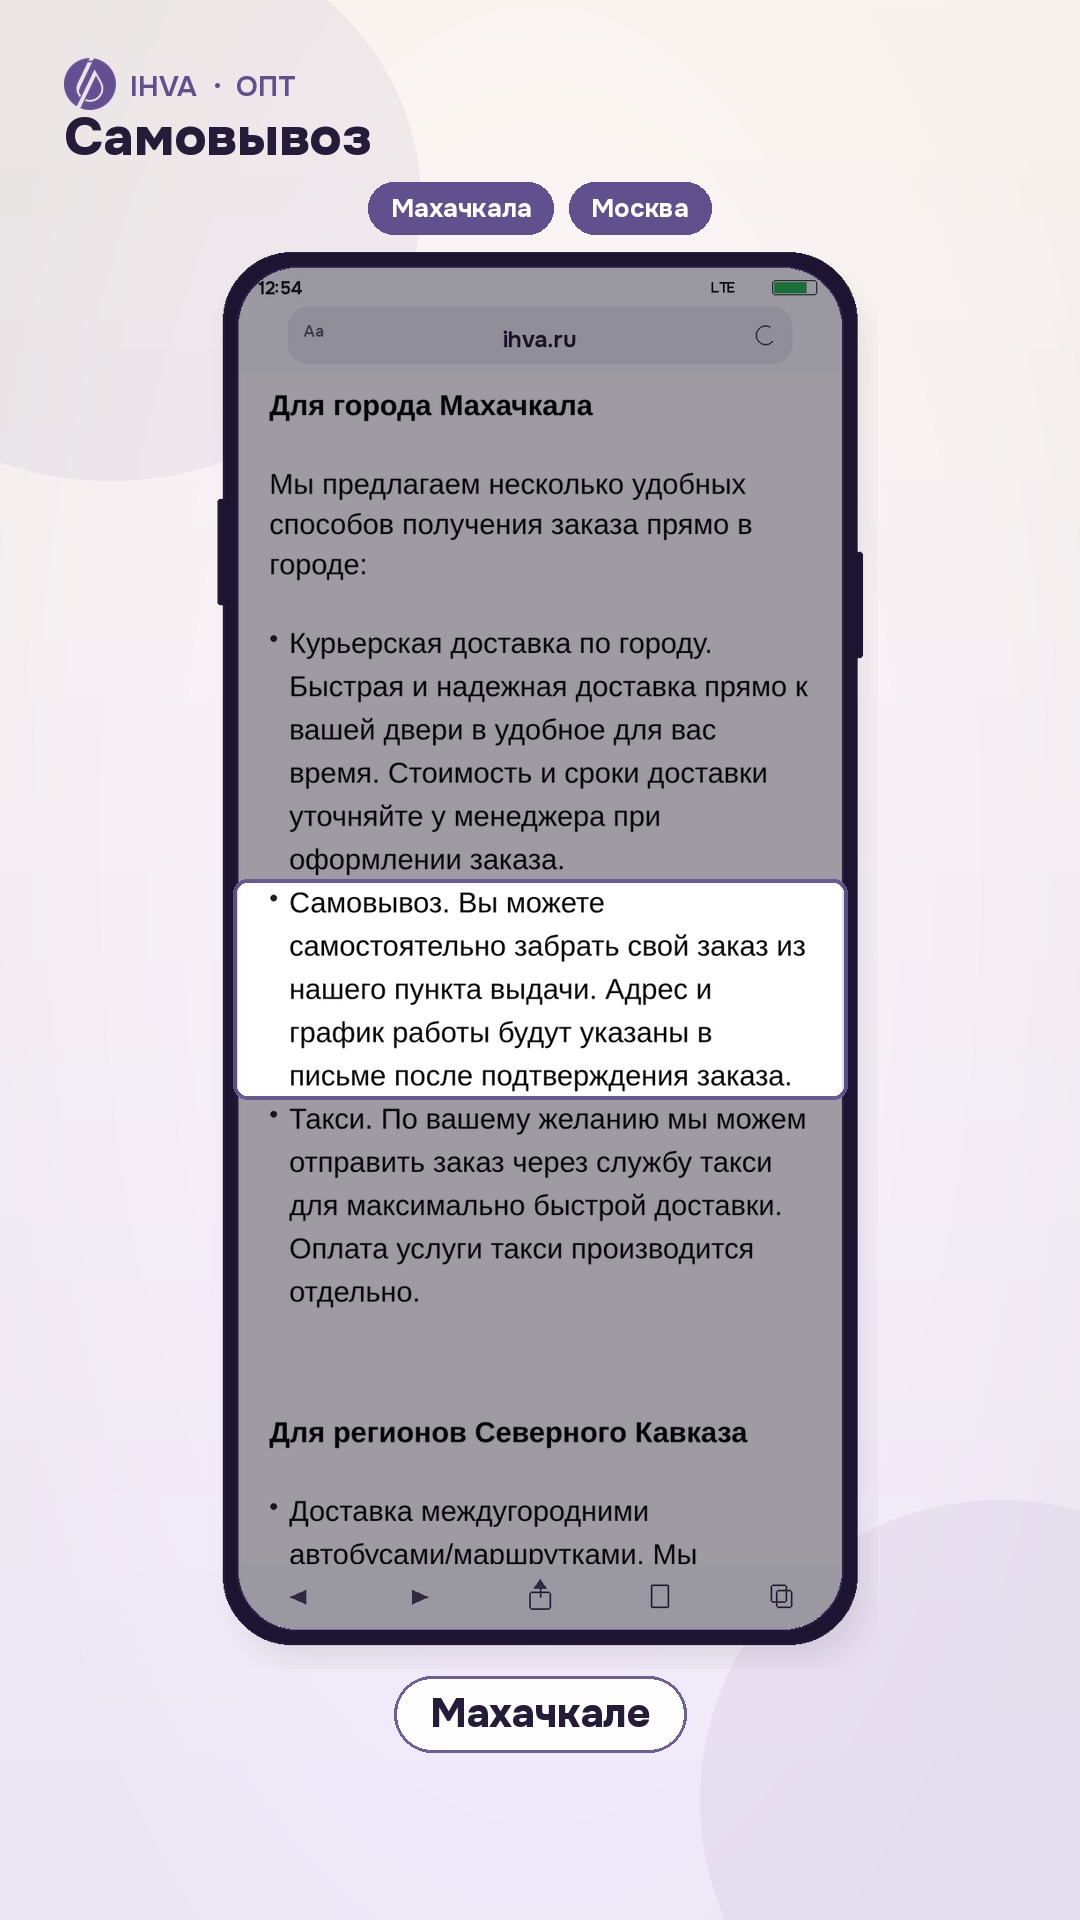 IHVA · ОПТ
Самовывоз
Махачкала Москва
12:54 LTE
Aa ihva.ru
Для города Махачкала
Мы предлагаем несколько удобных
способов получения заказа прямо в
городе:
• Курьерская доставка по городу.
Быстрая и надежная доставка прямо к
вашей двери в удобное для вас
время. Стоимость и сроки доставки
уточняйте у менеджера при
оформлении заказа.
• Самовывоз. Вы можете
самостоятельно забрать свой заказ из
нашего пункта выдачи. Адрес и
график работы будут указаны в
письме после подтверждения заказа.
• Такси. По вашему желанию мы можем
отправить заказ через службу такси
для максимально быстрой доставки.
Оплата услуги такси производится
отдельно.
Для регионов Северного Кавказа
• Доставка междугородними
автобусами/маршрутками. Мы
Махачкале